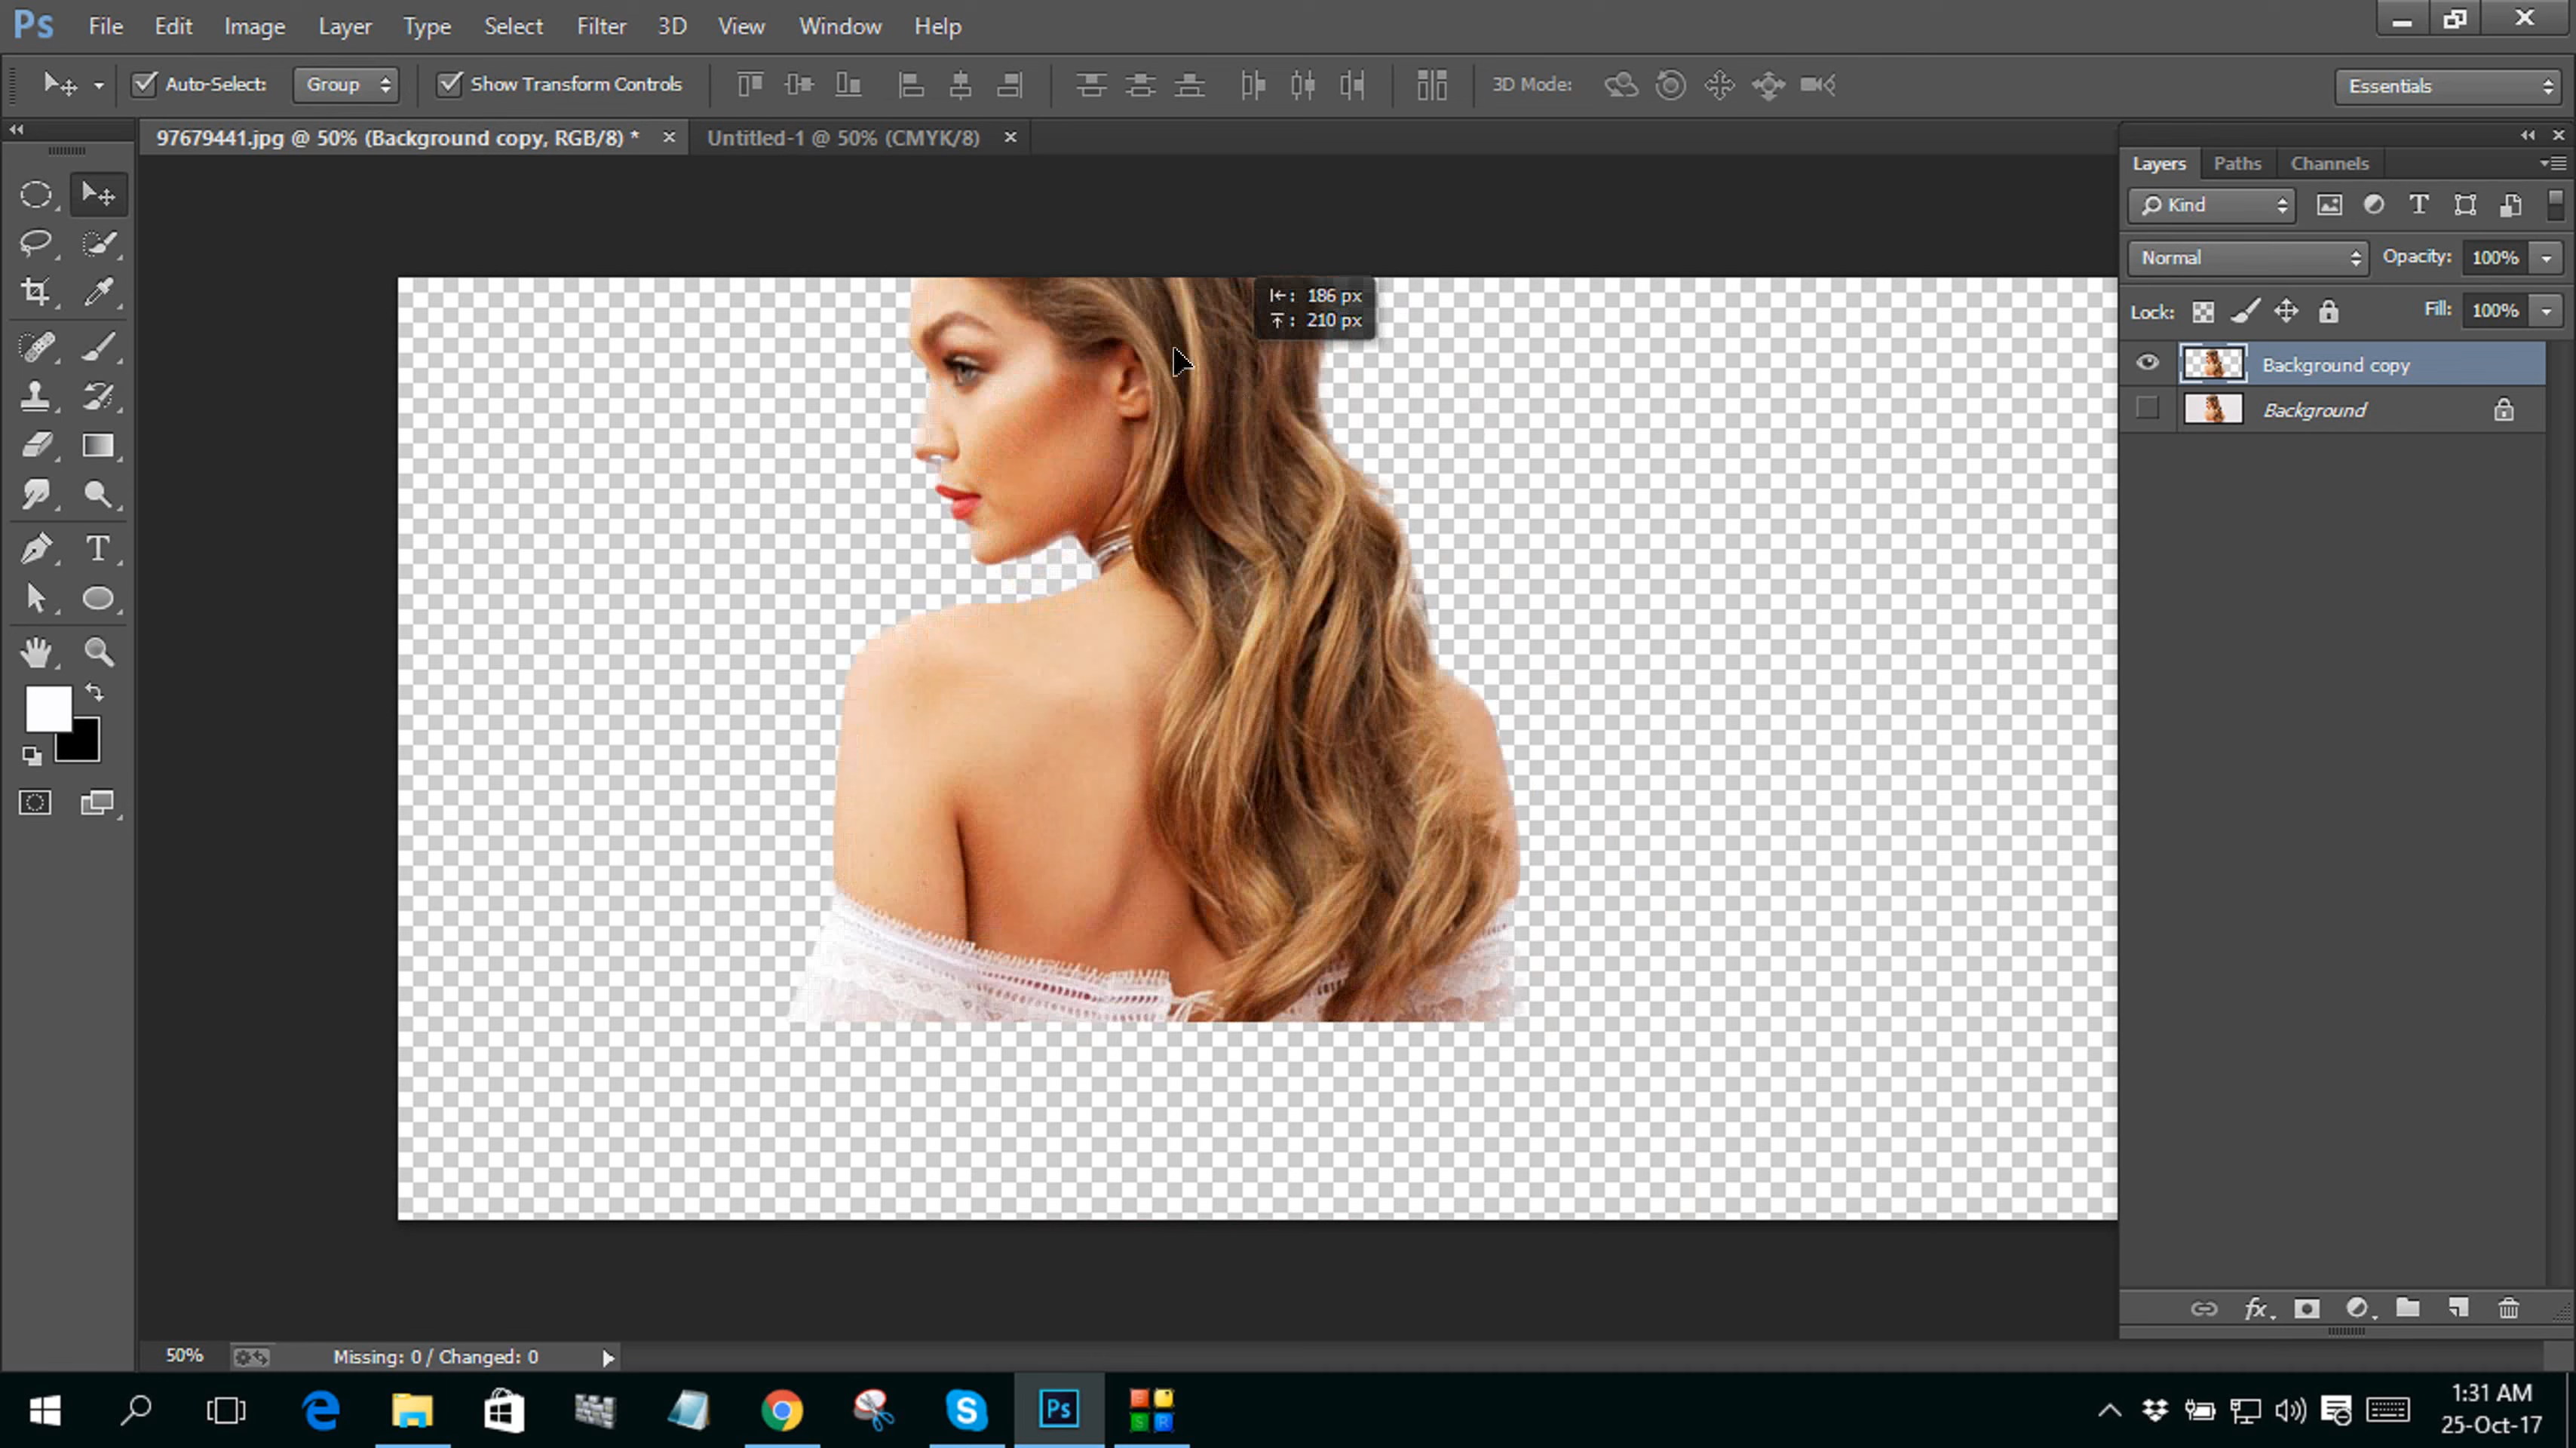 Ps File Edit Image Layer Type Select Filter 3D View Window Help
Auto-Select: Group Show Transform Controls 3D Mode: Essentials
97679441.jpg @ 50% (Background copy, RGB/8) * × Untitled-1 @ 50% (CMYK/8) ×
Layers Paths Channels
Kind T
Normal Opacity: 100%
Lock: Fill: 100%
186 px
210 px
Background copy
Background
T
fx
50% Missing: 0 / Changed: 0
e S Ps E S R
1:31 AM
25-Oct-17